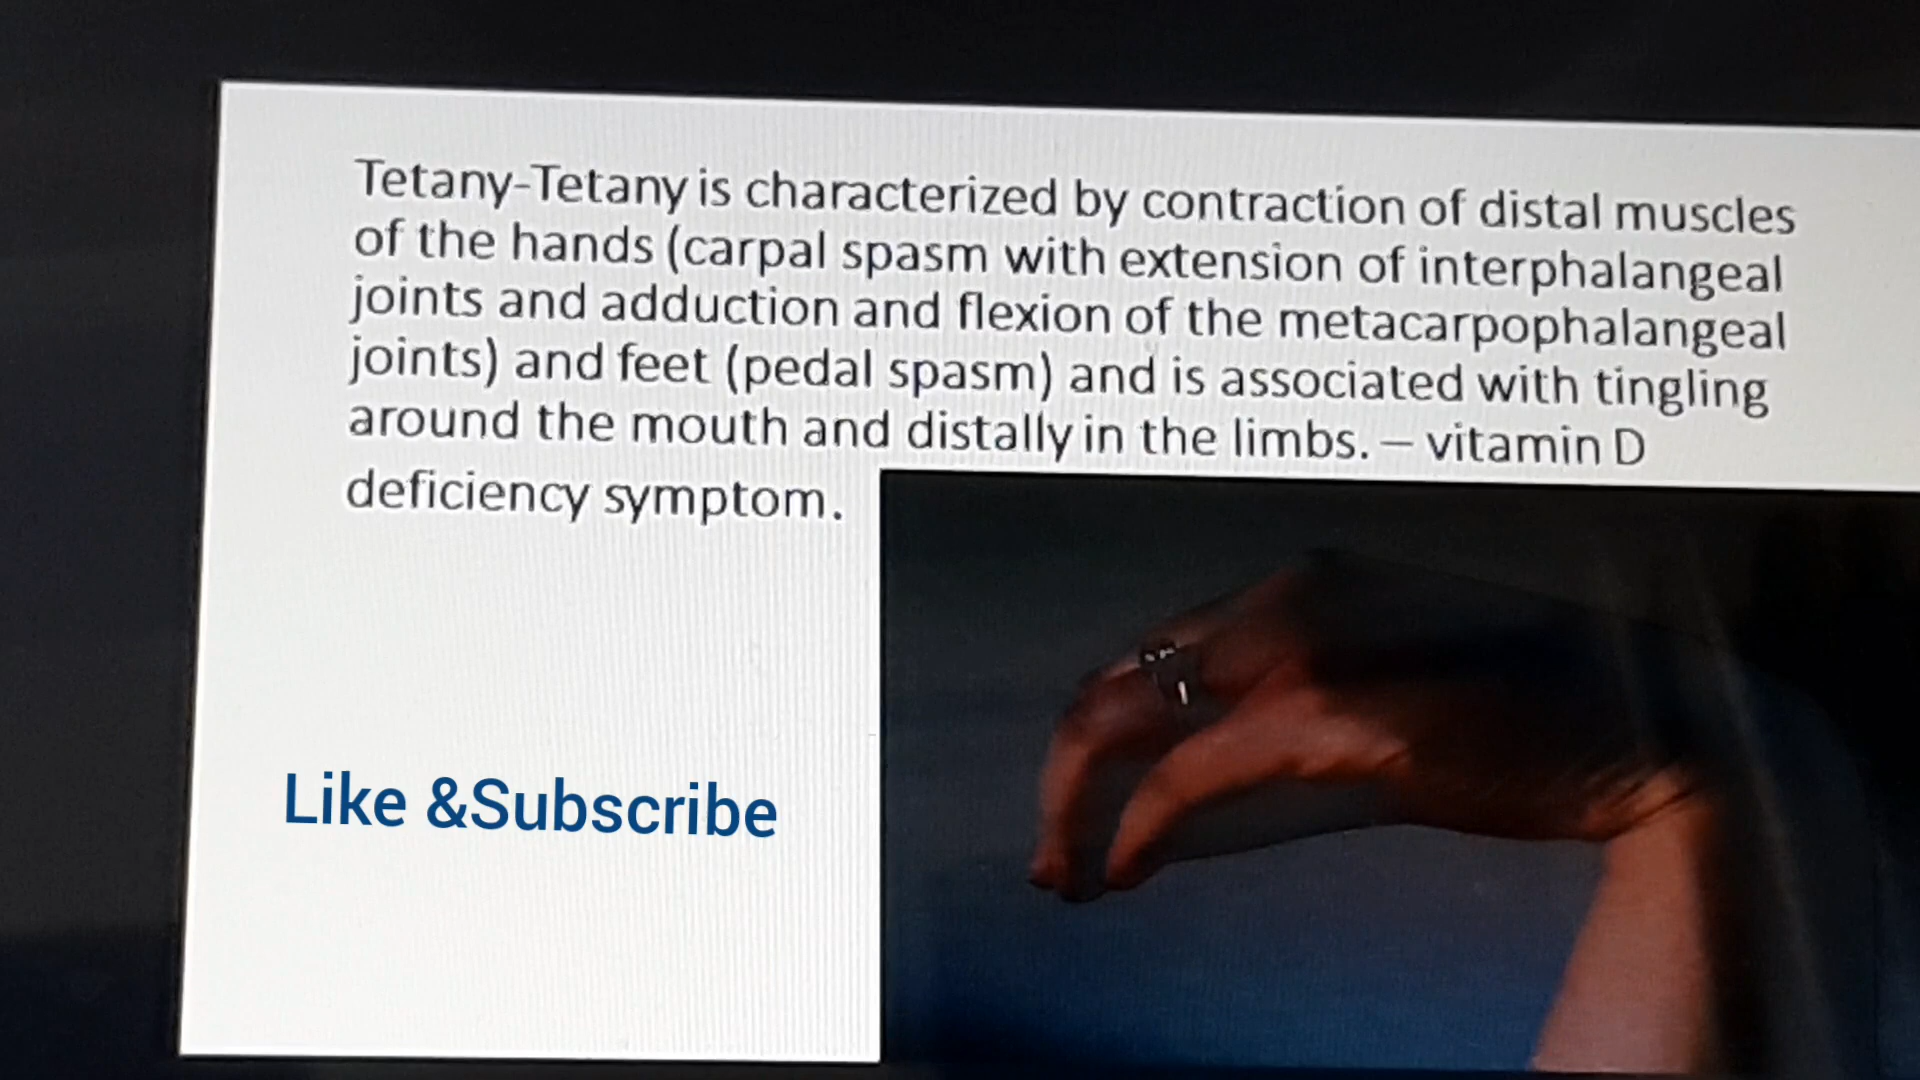 Tetany-Tetany is characterized by contraction of distal muscles
of the hands (carpal spasm with extension of interphalangeal
joints and adduction and flexion of the metacarpophalangeal
joints) and feet (pedal spasm) and is associated with tingling
around the mouth and distally in the limbs. – vitamin D
deficiency symptom.
Like &Subscribe